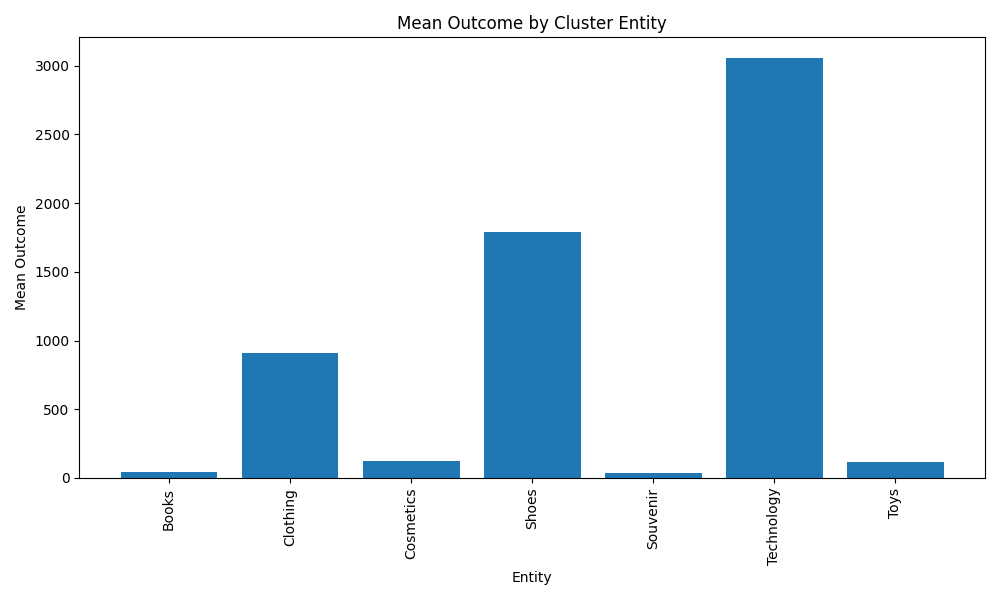 Mean Outcome by Cluster Entity
Mean Outcome
3000
2500
2000
1500
1000
500
0
Books
Clothing
Cosmetics
Shoes
Souvenir
Technology
Toys
Entity